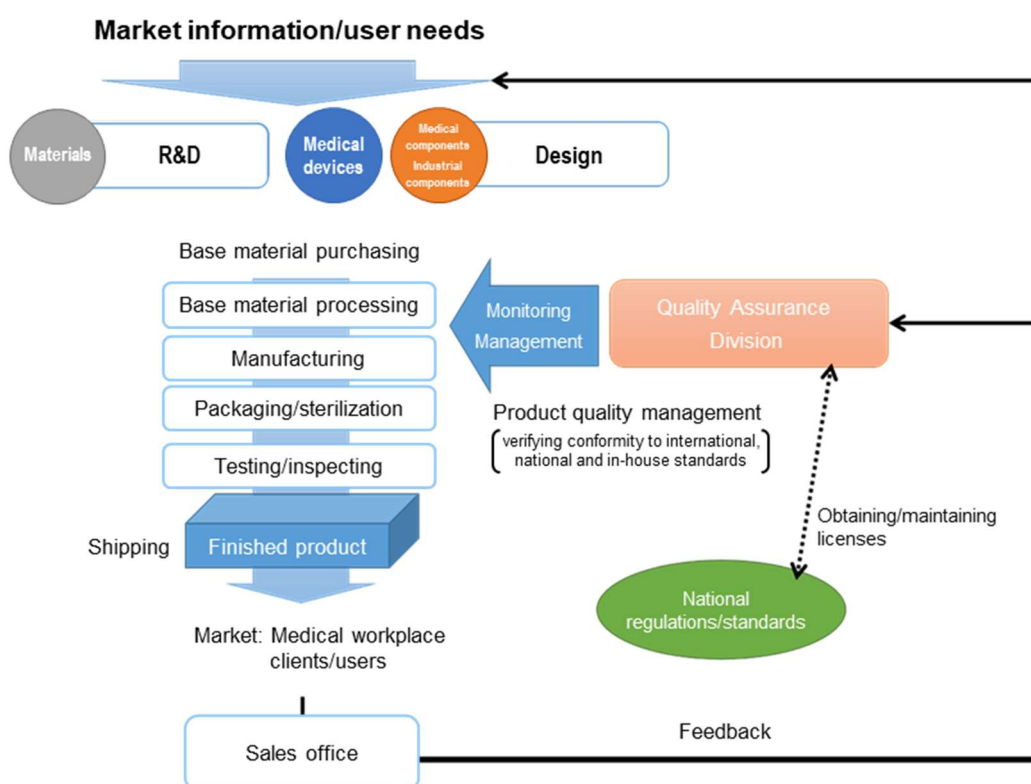 Market information/user needs
Materials
R&D
Medical
devices
Medical
components
Industrial
components
Design
Base material purchasing
Base material processing
Manufacturing
Packaging/sterilization
Testing/inspecting
Shipping
Finished product
Market: Medical workplace
clients/users
Sales office
Monitoring
Management
Quality Assurance
Division
Product quality management
(verifying conformity to international,
national and in-house standards)
Obtaining/maintaining
licenses
National
regulations/standards
Feedback